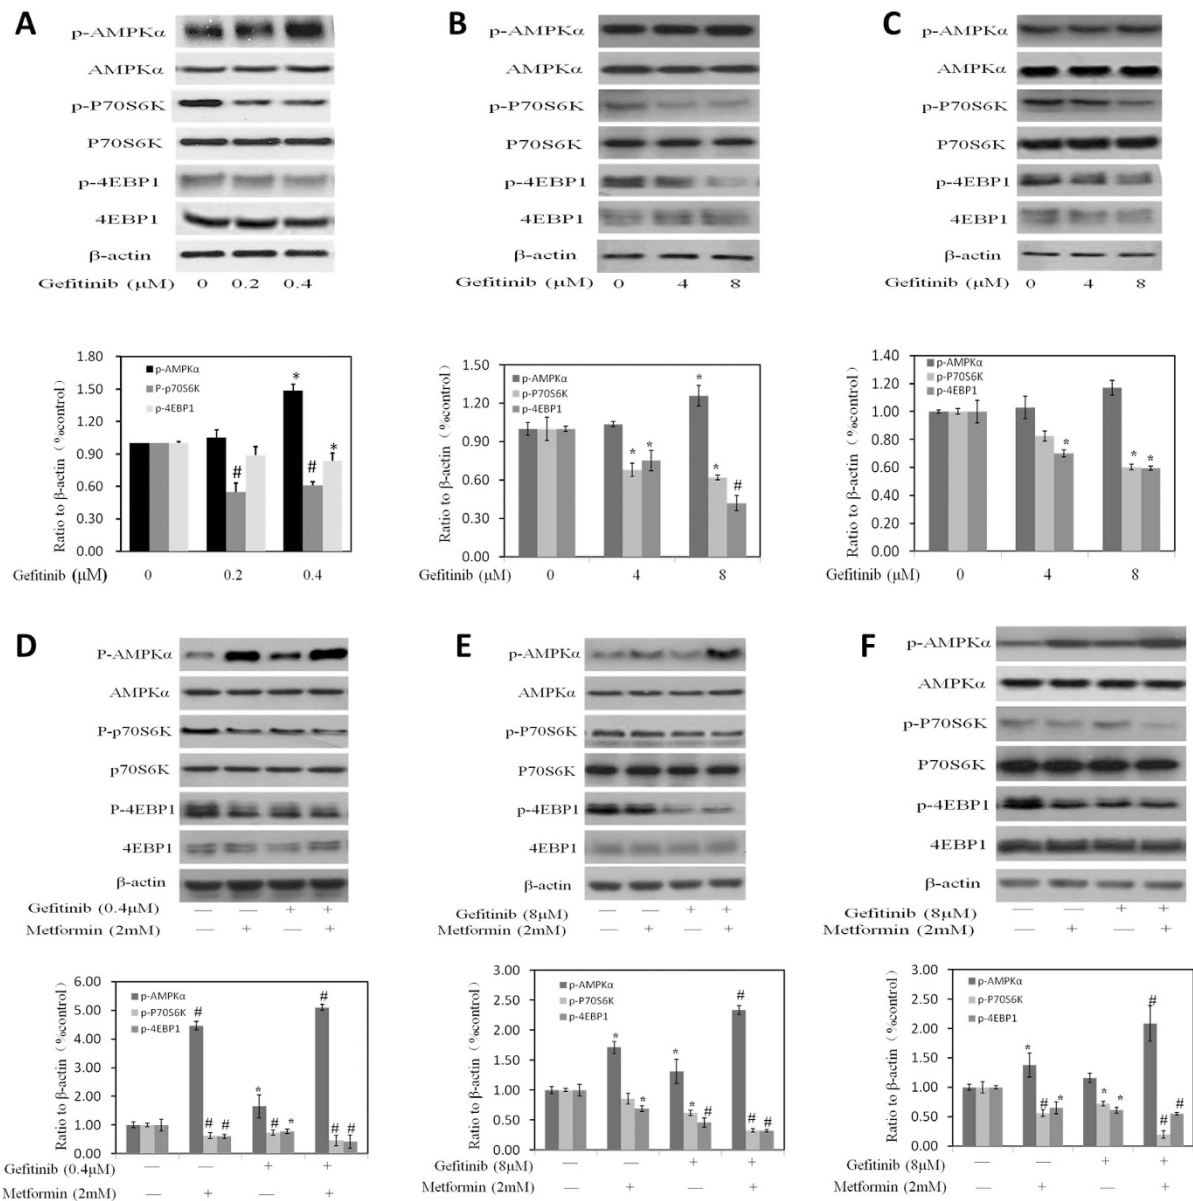 A
p-AMPKα
AMPKα
p-P70S6K
P70S6K
p-4EBP1
4EBP1
β-actin
Gefitinib (μM) 0 0.2 0.4
B
p-AMPKα
AMPKα
p-P70S6K
P70S6K
p-4EBP1
4EBP1
β-actin
Gefitinib (μM) 0 4 8
C
p-AMPKα
AMPKα
p-P70S6K
P70S6K
p-4EBP1
4EBP1
β-actin
Gefitinib (μM) 0 4 8
Ratio to β-actin (%control)
1.80
1.50
1.20
0.90
0.60
0.30
0.00
p-AMPKα
P-p70S6K
p-4EBP1
# * # *
Gefitinib (μM) 0 0.2 0.4
Ratio to β-actin (%control)
1.50
1.20
0.90
0.60
0.30
0.00
p-AMPKα
p-P70S6K
p-4EBP1
* * * * #
Gefitinib (μM) 0 4 8
Ratio to β-actin (%control)
1.40
1.20
1.00
0.80
0.60
0.40
0.20
0.00
p-AMPKα
p-P70S6K
p-4EBP1
* * *
Gefitinib (μM) 0 4 8
D
P-AMPKα
AMPKα
P-p70S6K
p70S6K
P-4EBP1
4EBP1
β-actin
Gefitinib (0.4μM) — — + +
Metformin (2mM) — + — +
E
p-AMPKα
AMPKα
p-P70S6K
P70S6K
p-4EBP1
4EBP1
β-actin
Gefitinib (8μM) — — + +
Metformin (2mM) — + — +
F
p-AMPKα
AMPKα
p-P70S6K
P70S6K
p-4EBP1
4EBP1
β-actin
Gefitinib (8μM) — — + +
Metformin (2mM) — + — +
Ratio to β-actin (%control)
6.00
5.00
4.00
3.00
2.00
1.00
0.00
p-AMPKα
p-P70S6K
p-4EBP1
# # # * # * # # #
Gefitinib (0.4μM) — — + +
Metformin (2mM) — + — +
Ratio to β-actin (%control)
3.00
2.50
2.00
1.50
1.00
0.50
0.00
p-AMPKα
p-P70S6K
p-4EBP1
* * * * # # # #
Gefitinib (8μM) — — + +
Metformin (2mM) — + — +
Ratio to β-actin (%control)
3.00
2.50
2.00
1.50
1.00
0.50
0.00
p-AMPKα
p-P70S6K
p-4EBP1
* # * * * # # #
Gefitinib (8μM) — — + +
Metformin (2mM) — + — +